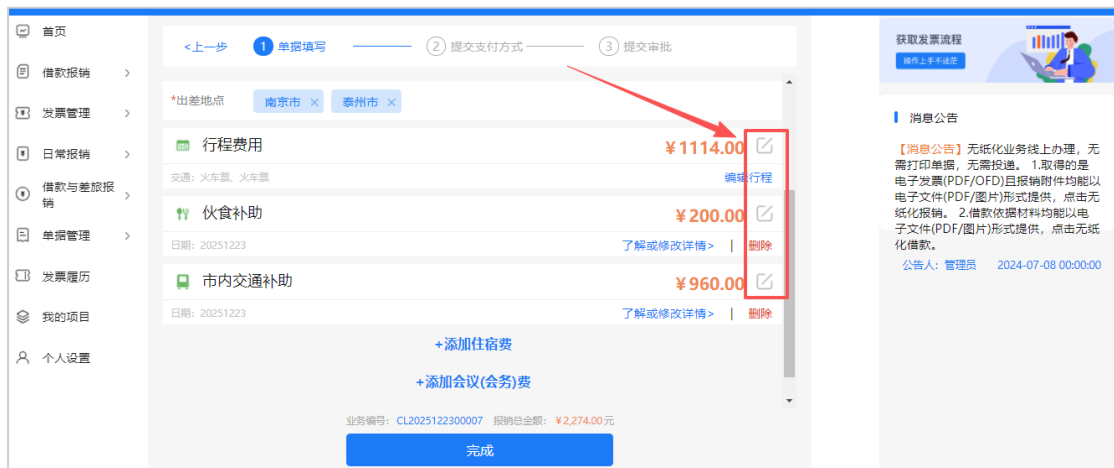 首页
借款报销
发票管理
日常报销
借款与差旅报
销
单据管理
发票履历
我的项目
个人设置
<上一步 1 单据填写 2 提交支付方式 3 提交审批
*出差地点 南京市 × 泰州市 ×
行程费用 ¥1114.00
交通：火车票、火车票 编辑行程
伙食补助 ¥200.00
日期：20251223 了解或修改详情> | 删除
市内交通补助 ¥960.00
日期：20251223 了解或修改详情> | 删除
+添加住宿费
+添加会议(会务)费
业务编号：CL2025122300007 报销总金额：¥2,274.00元
完成
获取发票流程
操作上手不迷茫
消息公告
【消息公告】无纸化业务线上办理，无
需打印单据，无需投递。 1.取得的是
电子发票(PDF/OFD)且报销附件均能以
电子文件(PDF/图片)形式提供，点击无
纸化报销。 2.借款依据材料均能以电
子文件(PDF/图片)形式提供，点击无纸
化借款。
公告人：管理员 2024-07-08 00:00:00